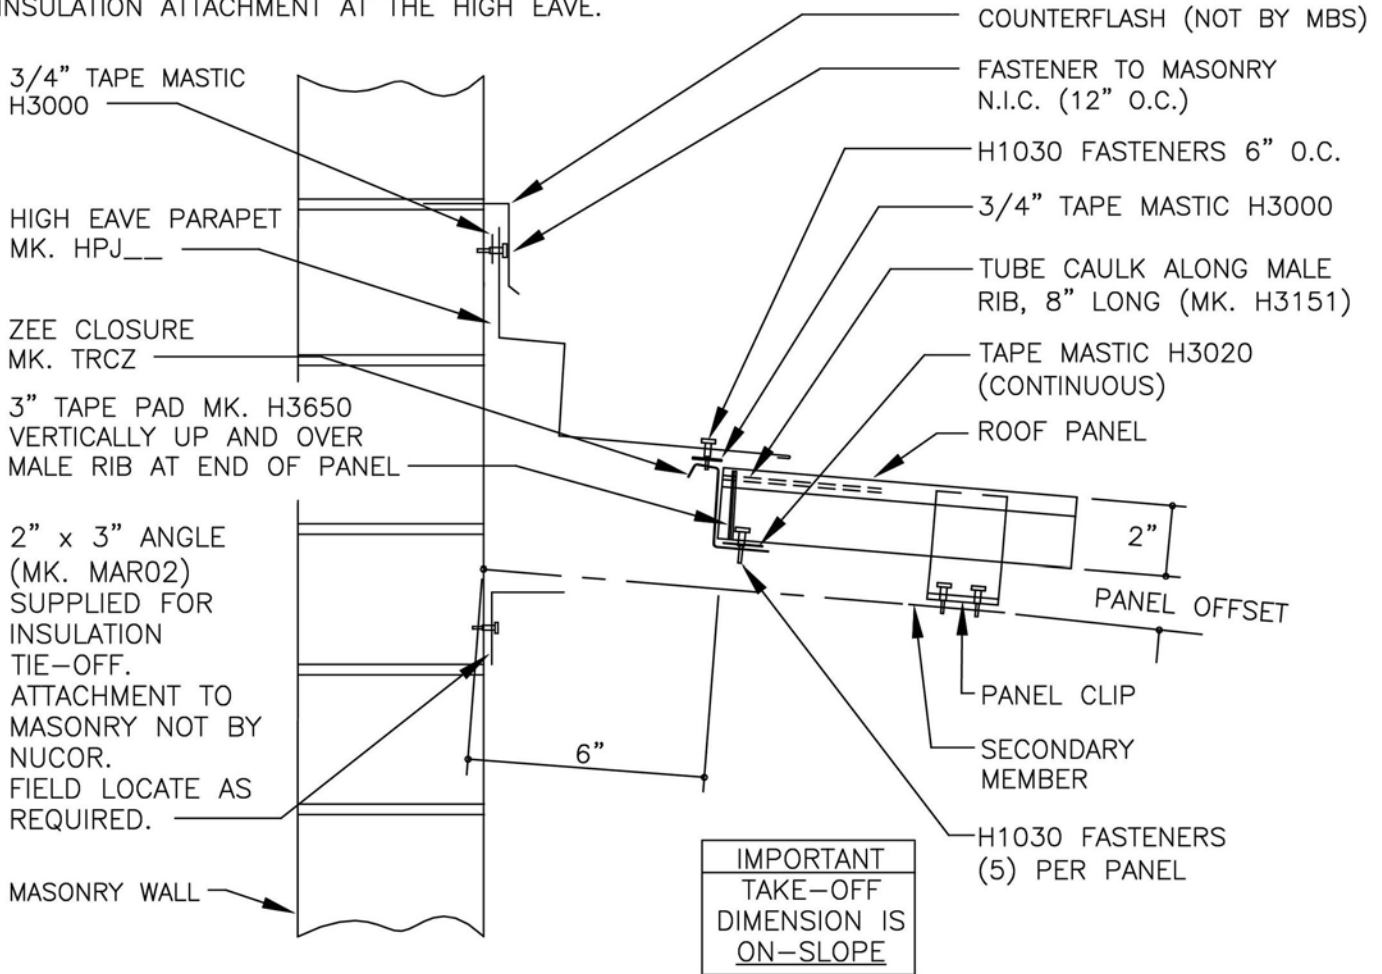 INSULATION ATTACHMENT AT THE HIGH EAVE.
3/4" TAPE MASTIC
H3000
HIGH EAVE PARAPET
MK. HPJ__
ZEE CLOSURE
MK. TRCZ
3" TAPE PAD MK. H3650
VERTICALLY UP AND OVER
MALE RIB AT END OF PANEL
2" x 3" ANGLE
(MK. MAR02)
SUPPLIED FOR
INSULATION
TIE-OFF.
ATTACHMENT TO
MASONRY NOT BY
NUCOR.
FIELD LOCATE AS
REQUIRED.
MASONRY WALL
COUNTERFLASH (NOT BY MBS)
FASTENER TO MASONRY
N.I.C. (12" O.C.)
H1030 FASTENERS 6" O.C.
3/4" TAPE MASTIC H3000
TUBE CAULK ALONG MALE
RIB, 8" LONG (MK. H3151)
TAPE MASTIC H3020
(CONTINUOUS)
ROOF PANEL
2"
PANEL OFFSET
PANEL CLIP
SECONDARY
MEMBER
H1030 FASTENERS
(5) PER PANEL
6"
IMPORTANT
TAKE-OFF
DIMENSION IS
ON-SLOPE